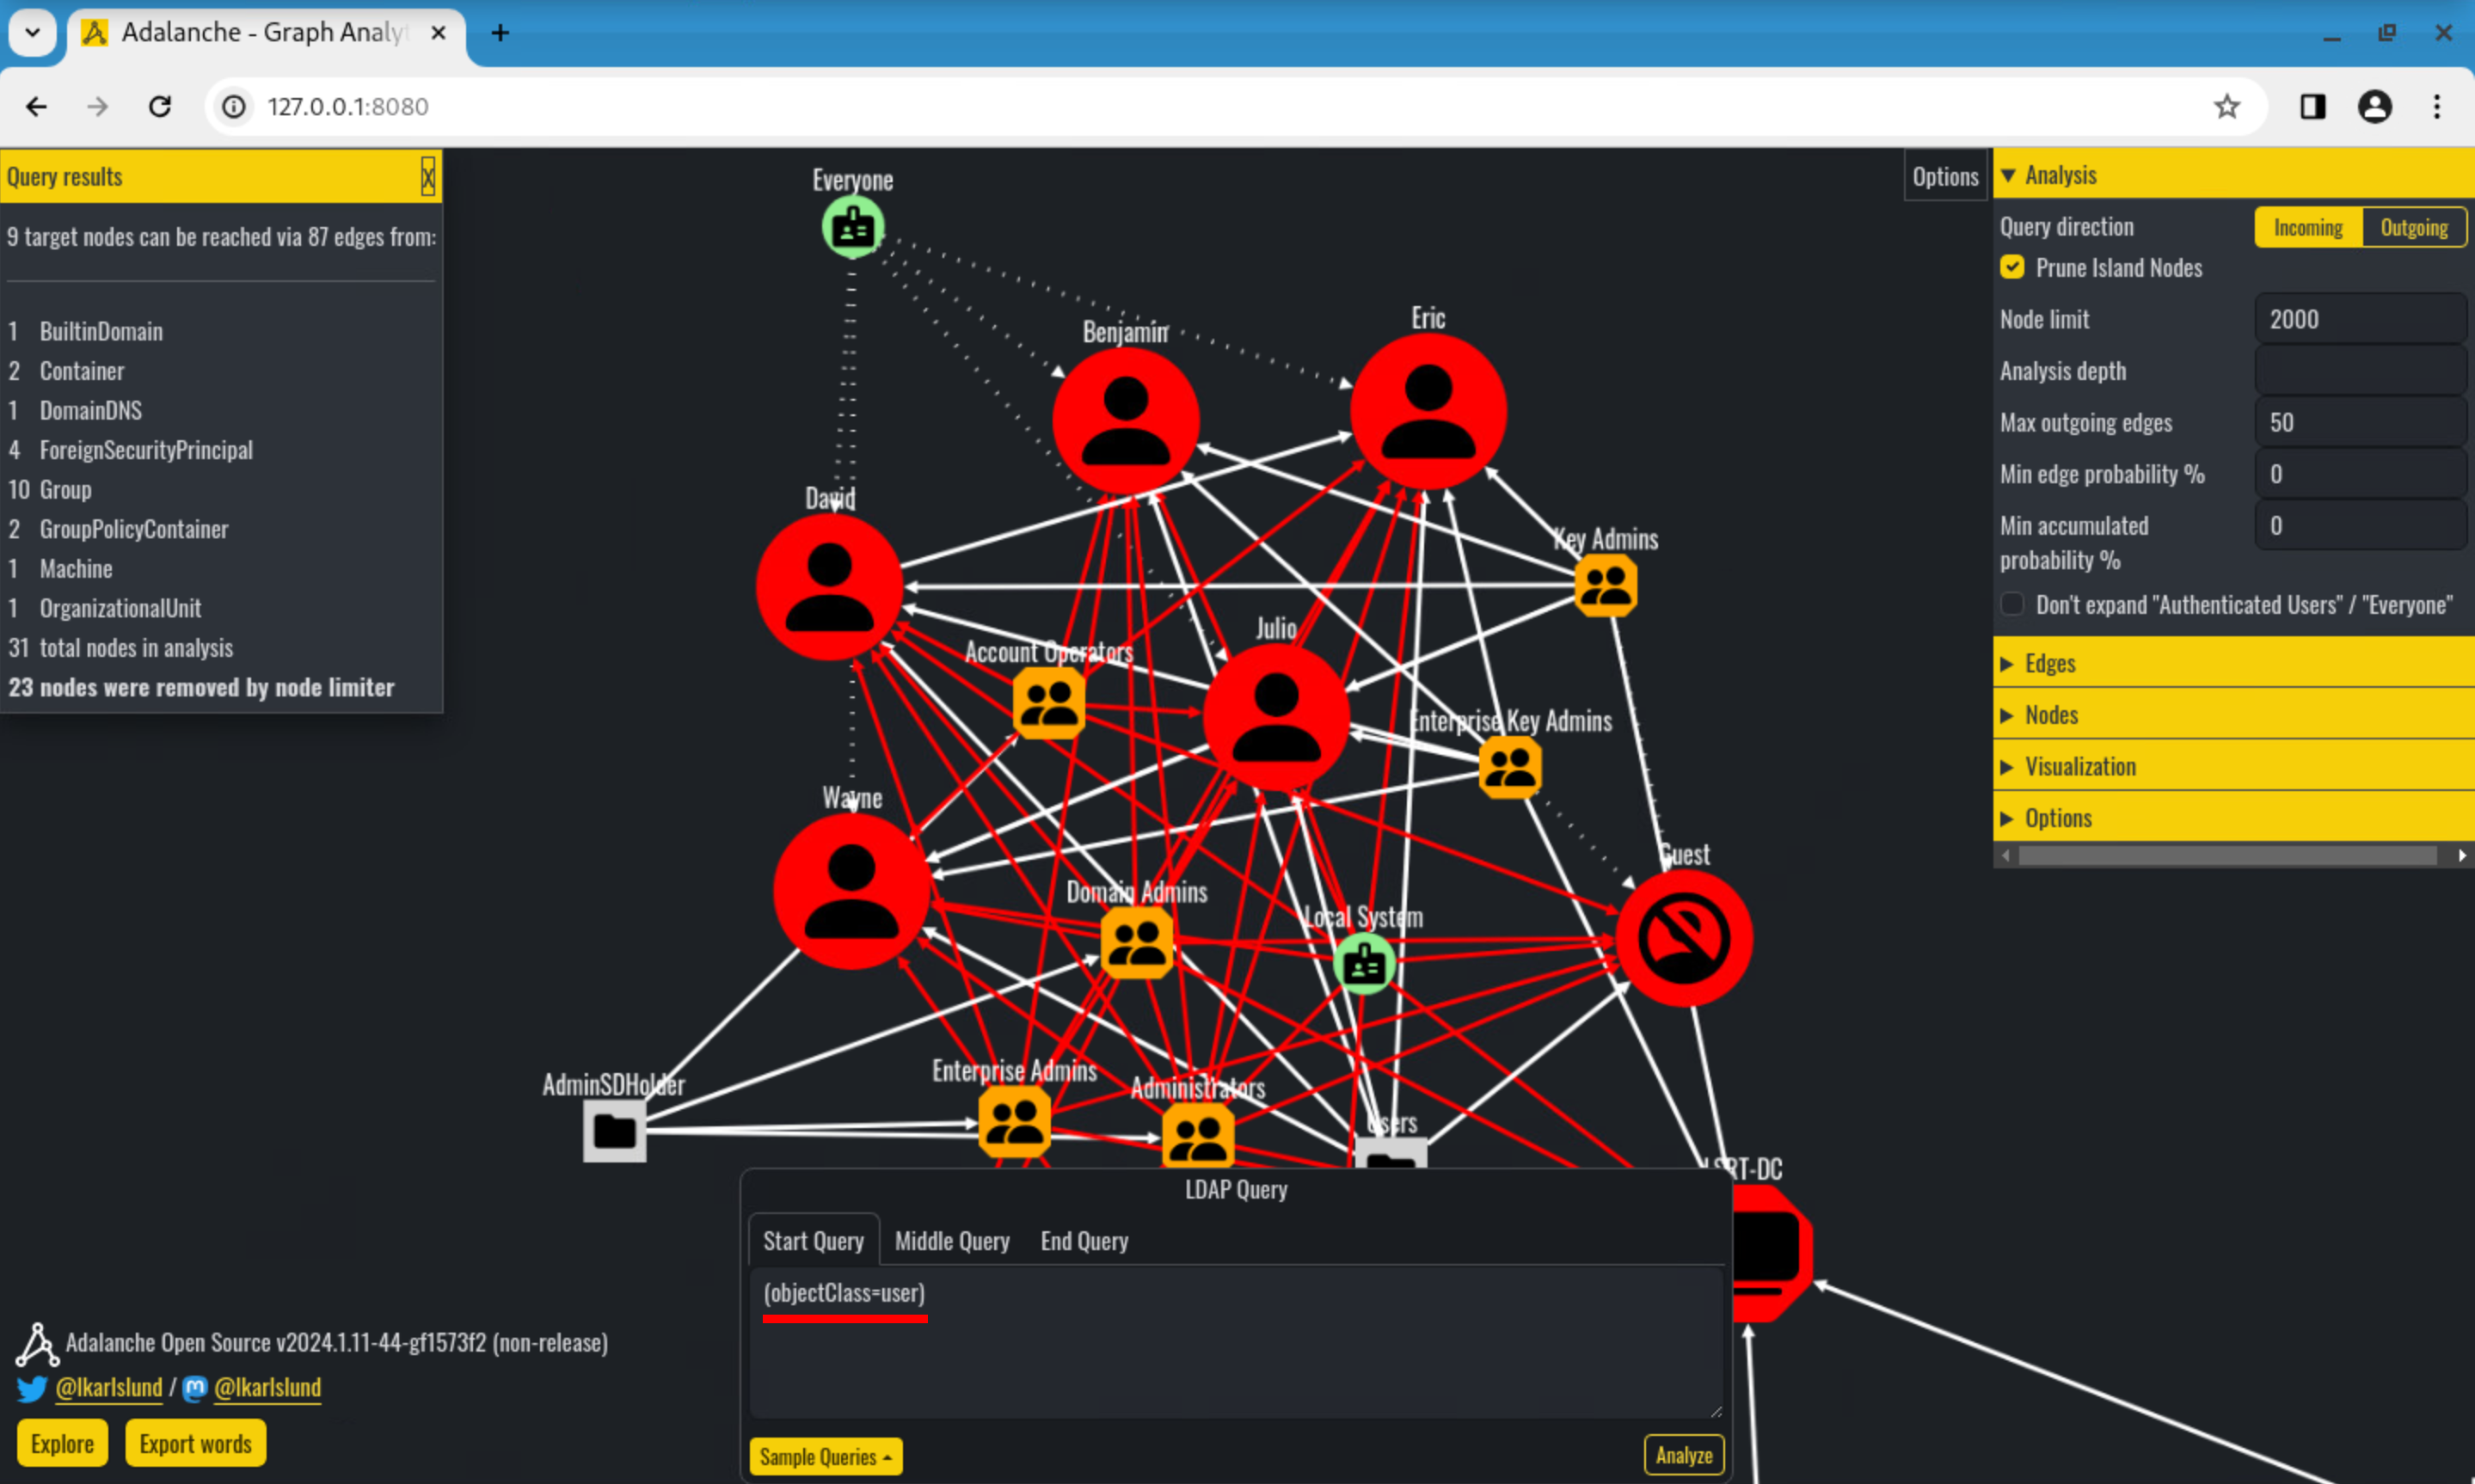 Adalanche - Graph Analyt
127.0.0.1:8080
Query results
X
9 target nodes can be reached via 87 edges from:
1 BuiltinDomain
2 Container
1 DomainDNS
4 ForeignSecurityPrincipal
10 Group
2 GroupPolicyContainer
1 Machine
1 OrganizationalUnit
31 total nodes in analysis
23 nodes were removed by node limiter
Everyone
Benjamin
Eric
David
Key Admins
Julio
Account Operators
Enterprise Key Admins
Wayne
Guest
Domain Admins
Local System
Enterprise Admins
AdminSDHolder
Administrators
Users
LSRT-DC
Options
Analysis
Query direction
Incoming
Outgoing
Prune Island Nodes
Node limit
2000
Analysis depth
Max outgoing edges
50
Min edge probability %
0
Min accumulated
probability %
0
Don't expand "Authenticated Users" / "Everyone"
Edges
Nodes
Visualization
Options
LDAP Query
Start Query
Middle Query
End Query
(objectClass=user)
Sample Queries
Analyze
Adalanche Open Source v2024.1.11-44-gf1573f2 (non-release)
@lkarlslund / @lkarlslund
Explore
Export words